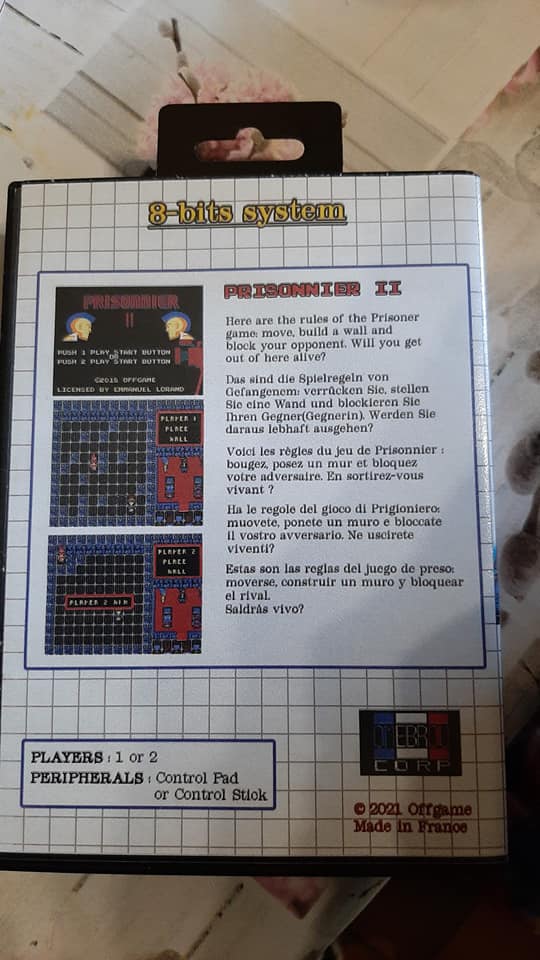 8-bits system
PRISONNIER
II
PUSH 1 PLAY START BUTTON
OR
PUSH 2 PLAY START BUTTON
©2015 OFFGAME
LICENSED BY EMMANUEL LORAND
PLAYER 1
PLACE
WALL
PLAYER 2
PLACE
WALL
PLAYER 2 WIN
PRISONNIER II
Here are the rules of the Prisoner
game: move, build a wall and
block your opponent. Will you get
out of here alive?
Das sind die Spielregeln von
Gefangenem: verrücken Sie, stellen
Sie eine Wand und blockieren Sie
Ihren Gegner(Gegnerin). Werden Sie
daraus lebhaft ausgehen?
Voici les règles du jeu de Prisonnier :
bougez, posez un mur et bloquez
votre adversaire. En sortirez-vous
vivant ?
Ha le regole del gioco di Prigioniero:
muovete, ponete un muro e bloccate
il vostro avversario. Ne uscirete
viventi?
Estas son las reglas del juego de preso:
moverse, construir un muro y bloquear
el rival.
Saldràs vivo?
PLAYERS : 1 or 2
PERIPHERALS : Control Pad
or Control Stick
CORP
© 2021 Offgame
Made in France